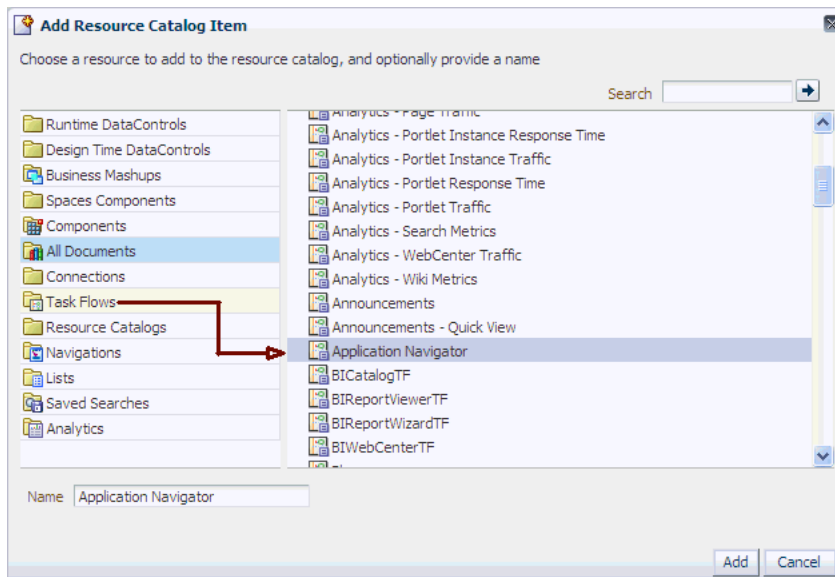 Add Resource Catalog Item
Choose a resource to add to the resource catalog, and optionally provide a name
Search
Runtime DataControls
Design Time DataControls
Business Mashups
Spaces Components
Components
All Documents
Connections
Task Flows
Resource Catalogs
Navigations
Lists
Saved Searches
Analytics
Analytics - Page Traffic
Analytics - Portlet Instance Response Time
Analytics - Portlet Instance Traffic
Analytics - Portlet Response Time
Analytics - Portlet Traffic
Analytics - Search Metrics
Analytics - WebCenter Traffic
Analytics - Wiki Metrics
Announcements
Announcements - Quick View
Application Navigator
BICatalogTF
BIReportViewerTF
BIReportWizardTF
BIWebCenterTF
Name Application Navigator
Add Cancel